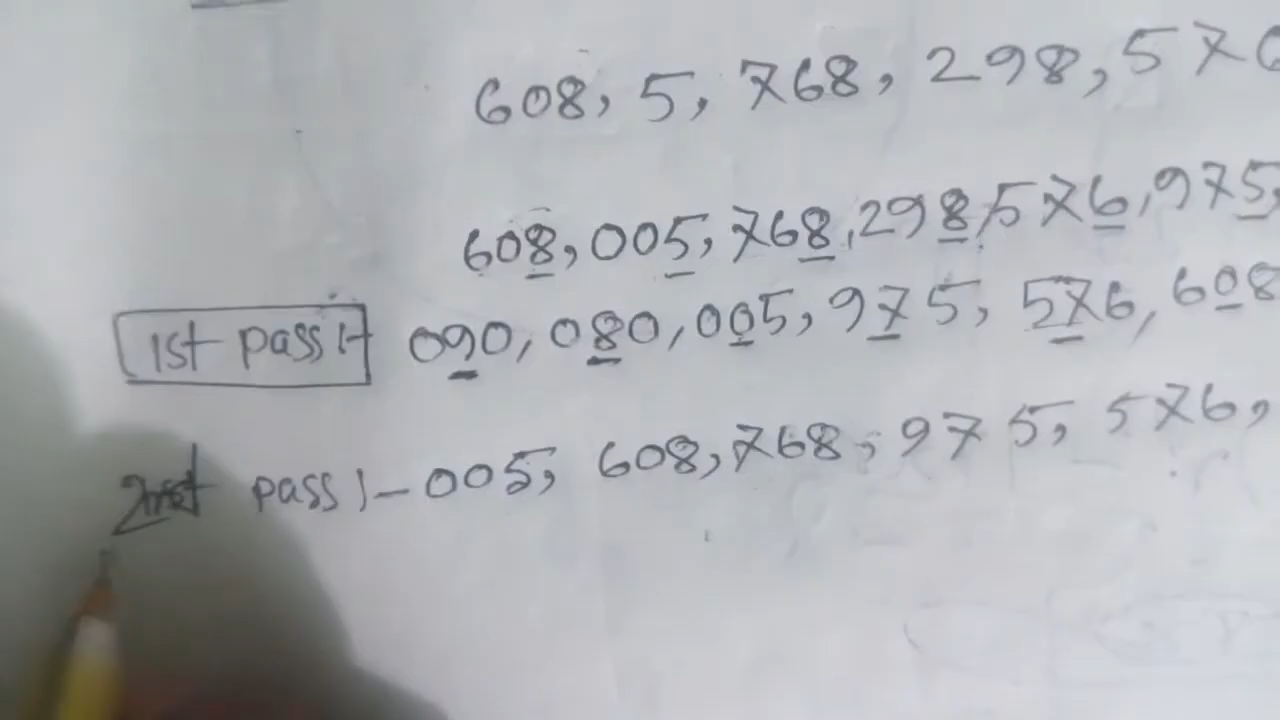 608, 5, 768, 298, 576
608, 005, 768, 298, 576, 975,
1st pass:- 090, 080, 005, 975, 576, 608
pass:- 005, 608, 768, 975, 576,